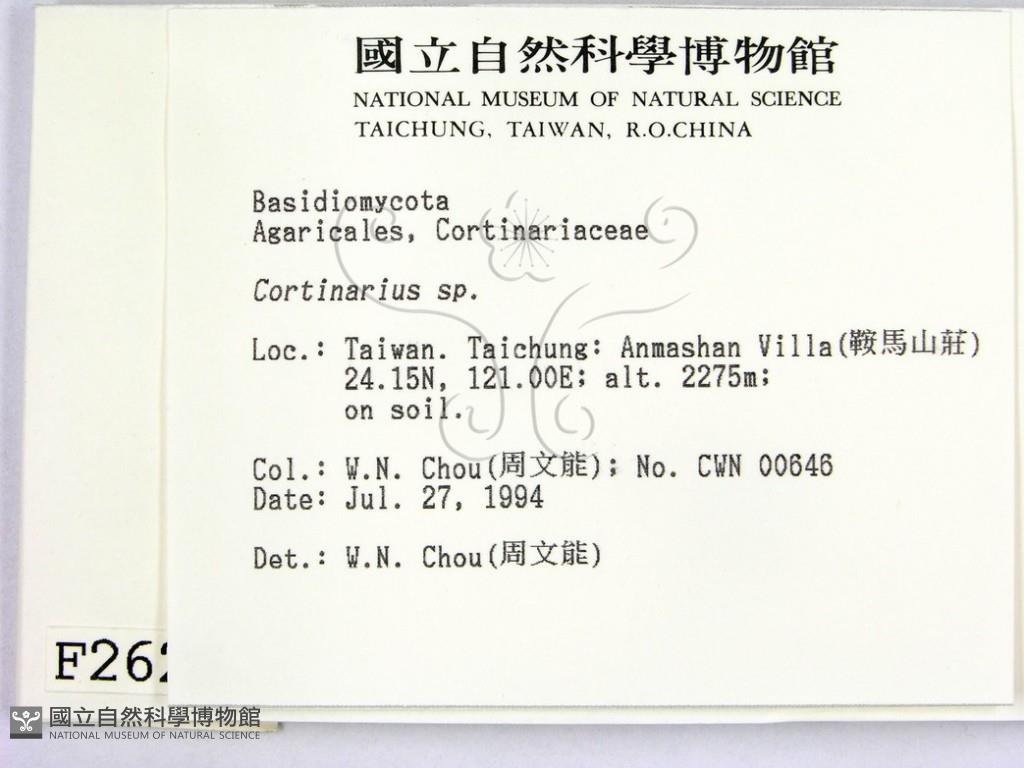 國立自然科學博物館
NATIONAL MUSEUM OF NATURAL SCIENCE
TAICHUNG, TAIWAN, R.O.CHINA
Basidiomycota
Agaricales, Cortinariaceae
Cortinarius sp.
Loc.: Taiwan. Taichung: Anmashan Villa(鞍馬山莊)
24.15N, 121.00E; alt. 2275m;
on soil.
Col.: W.N. Chou(周文能); No. CWN 00646
Date: Jul. 27, 1994
Det.: W.N. Chou(周文能)
F262
國立自然科學博物館
NATIONAL MUSEUM OF NATURAL SCIENCE